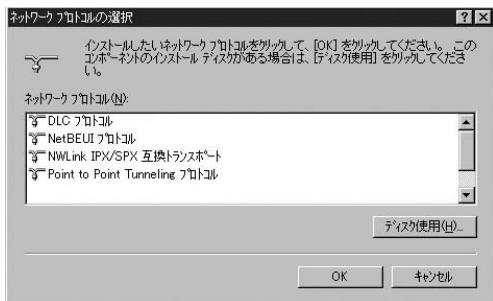 ネットワーク プロトコルの選択
インストールしたいネットワーク プロトコルをクリックして、[OK] をクリックしてください。 この
コンポーネントのインストール ディスクがある場合は、[ディスク使用] をクリックしてくださ
い。
ネットワーク プロトコル(N):
DLC プロトコル
NetBEUI プロトコル
NWLink IPX/SPX 互換トランスポート
Point to Point Tunneling プロトコル
ディスク使用(H)...
OK
キャンセル